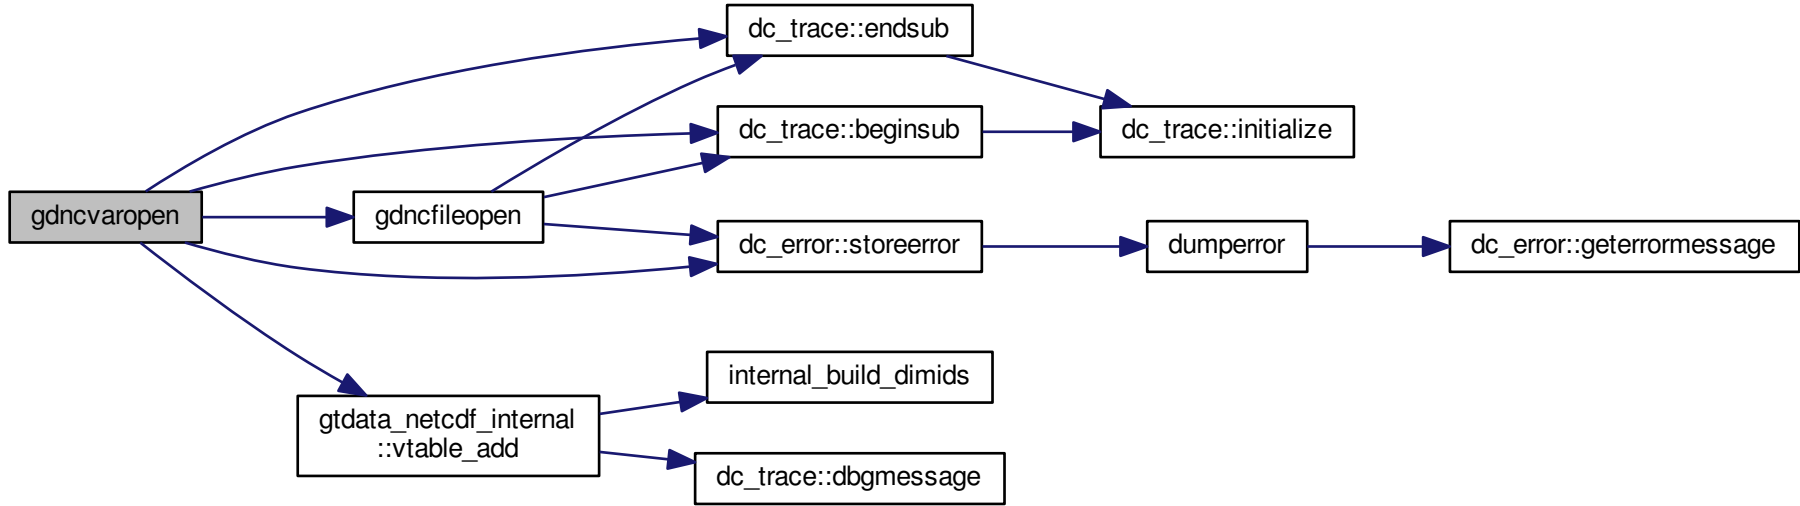 dc_trace::endsub
dc_trace::beginsub
dc_trace::initialize
gdncvaropen
gdncfileopen
dc_error::storeerror
dumperror
dc_error::geterrormessage
internal_build_dimids
gtdata_netcdf_internal
::vtable_add
dc_trace::dbgmessage